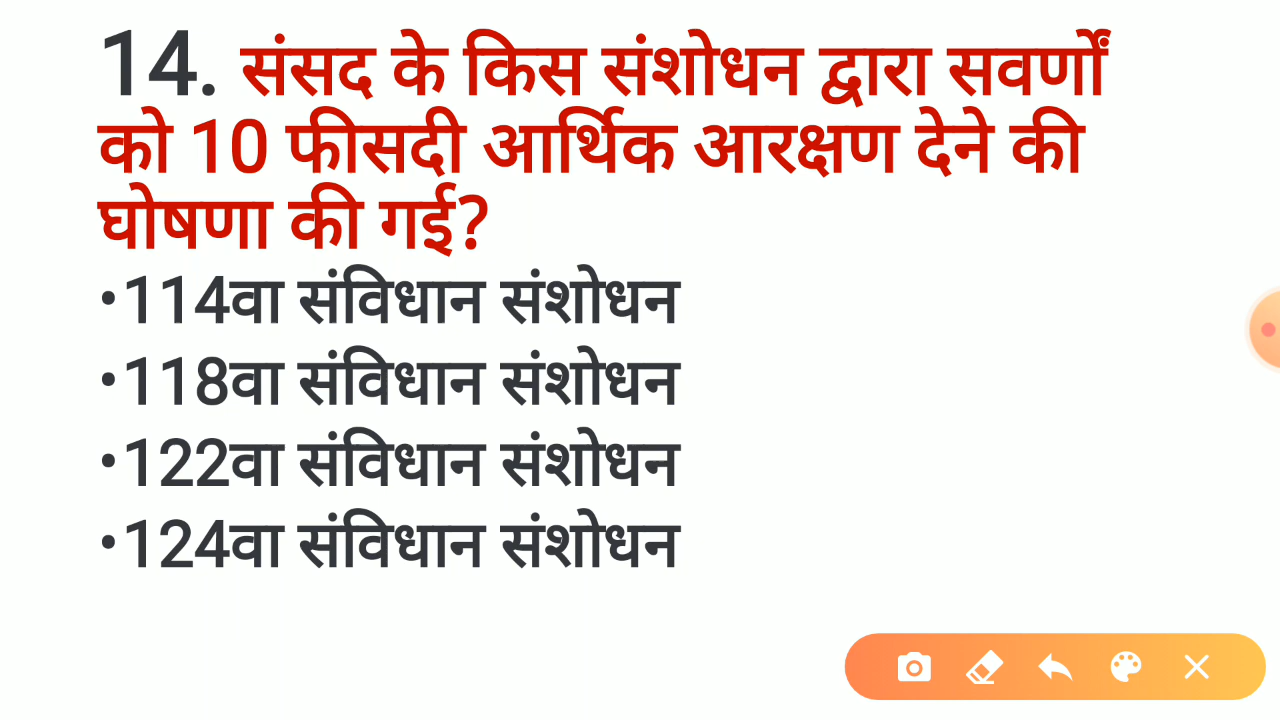 14. संसद के किस संशोधन द्वारा सवर्णों
को 10 फीसदी आर्थिक आरक्षण देने की
घोषणा की गई?
•114वा संविधान संशोधन
•118वा संविधान संशोधन
•122वा संविधान संशोधन
•124वा संविधान संशोधन